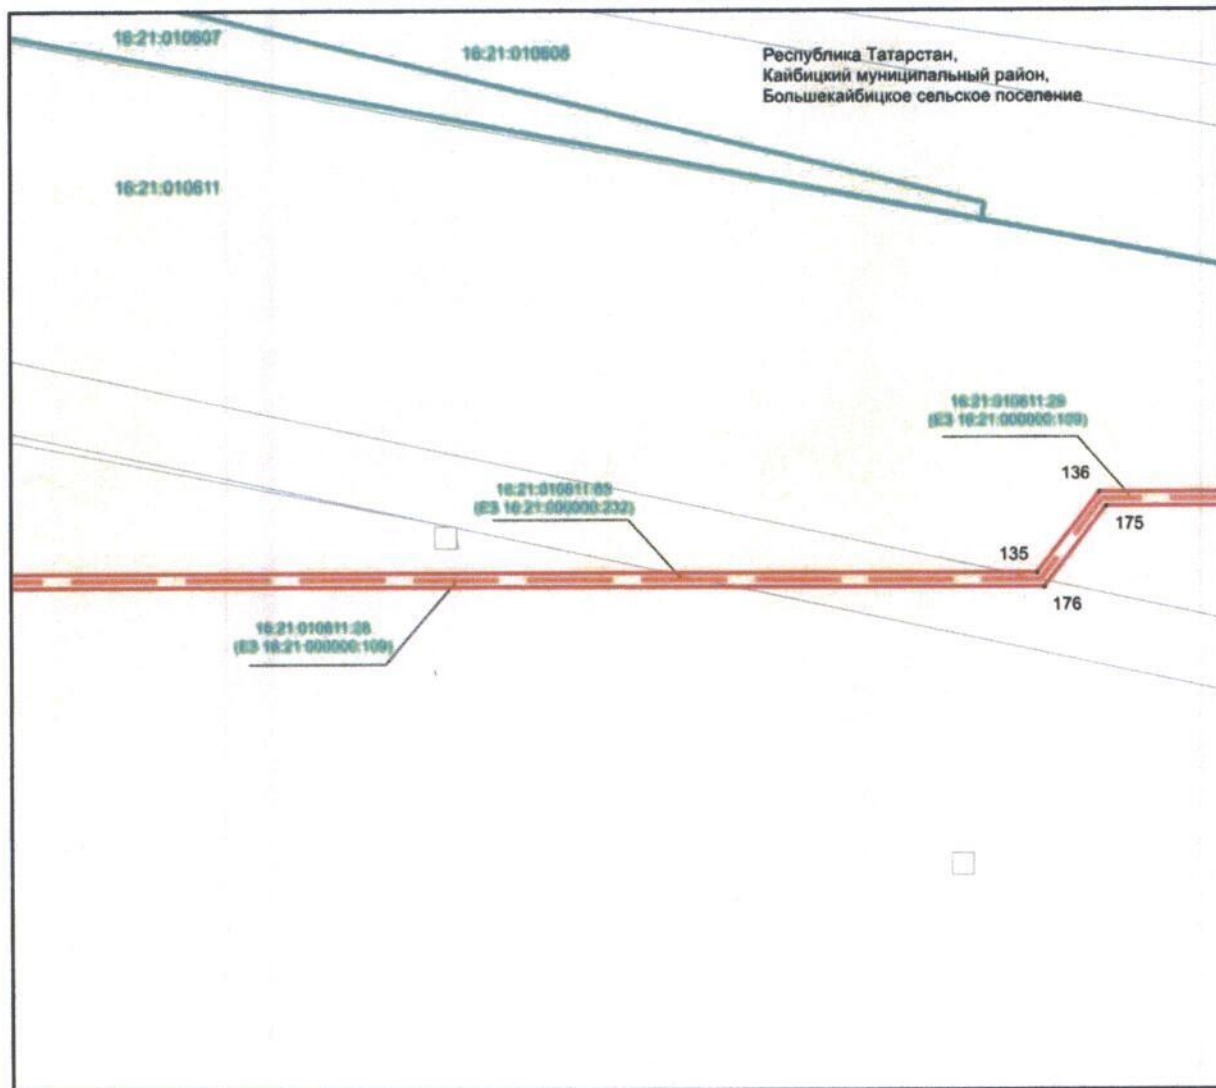 16:21:010607
16:21:010608
Республика Татарстан,
Кайбицкий муниципальный район,
Большекайбицкое сельское поселение
16:21:010611
16:21:010611:29
(ЕЗ 16:21:000000:109)
136
16:21:010611:63
(ЕЗ 16:21:000000:232)
175
135
176
16:21:010611:28
(ЕЗ 16:21:000000:109)